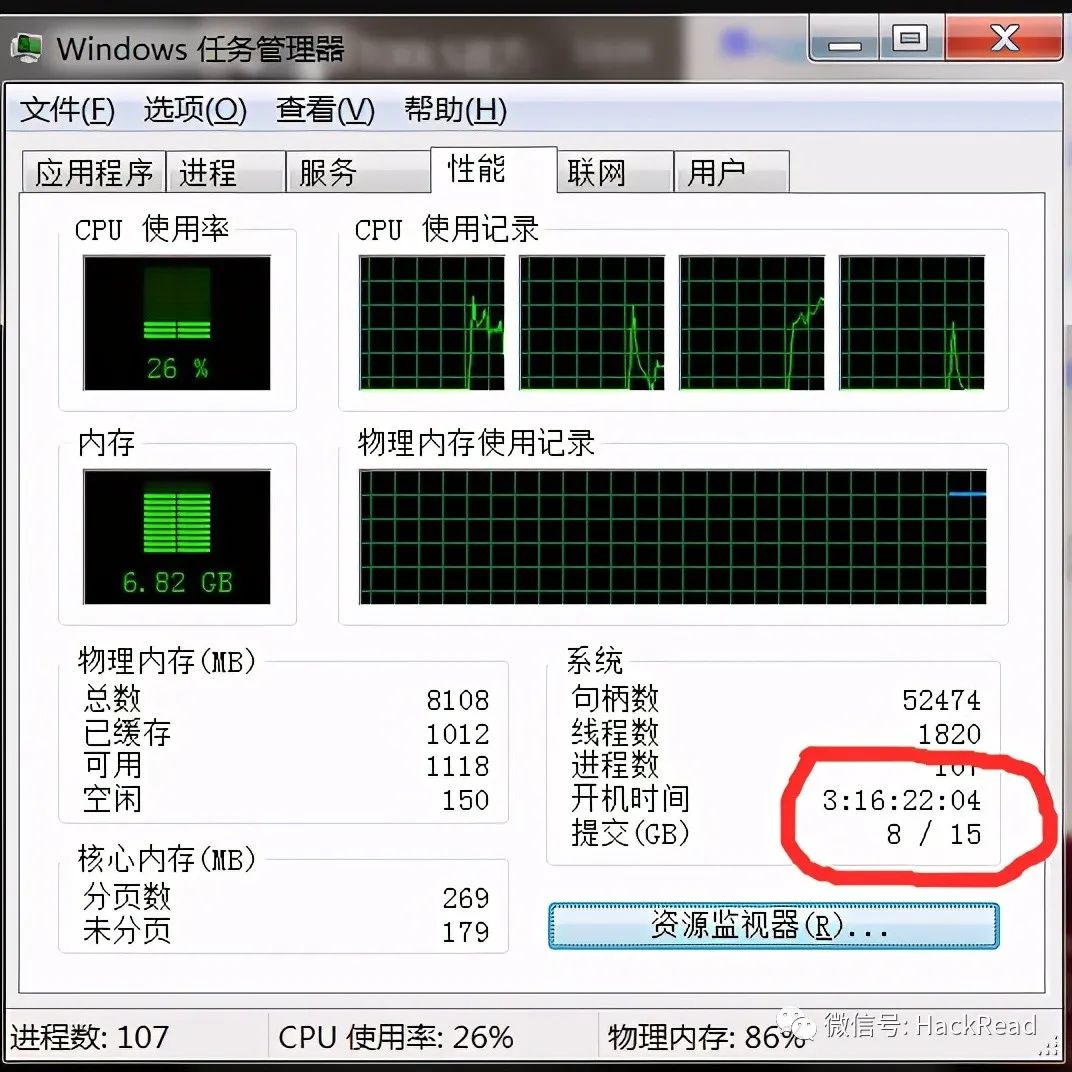 Windows 任务管理器
文件(F) 选项(O) 查看(V) 帮助(H)
应用程序 进程 服务 性能 联网 用户
CPU 使用率
26 %
CPU 使用记录
内存
6.82 GB
物理内存使用记录
物理内存(MB)
总数 8108
已缓存 1012
可用 1118
空闲 150
核心内存(MB)
分页数 269
未分页 179
系统
句柄数 52474
线程数 1820
进程数 107
开机时间 3:16:22:04
提交(GB) 8 / 15
资源监视器(R)...
进程数: 107 CPU 使用率: 26% 物理内存: 86%
微信号: HackRead